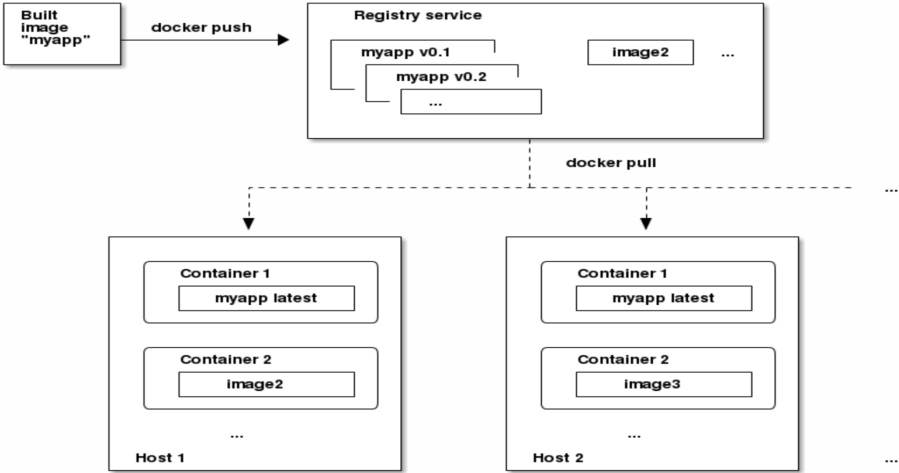 Built
image
"myapp"
docker push
Registry service
myapp v0.1
myapp v0.2
...
image2
...
docker pull
...
Container 1
myapp latest
Container 2
image2
...
Host 1
Container 1
myapp latest
Container 2
image3
...
Host 2
...